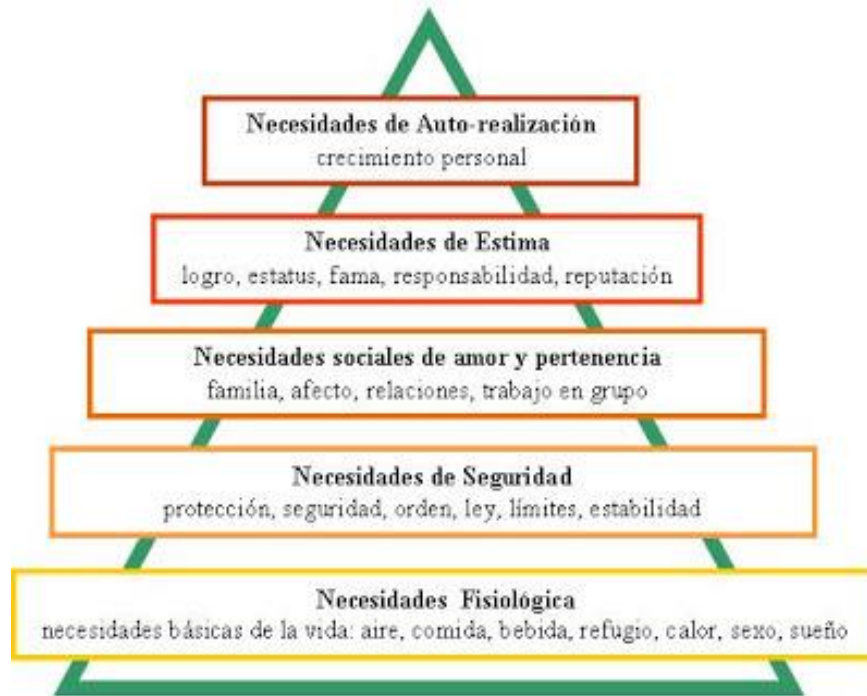 Necesidades de Auto-realización
crecimiento personal
Necesidades de Estima
logro, estatus, fama, responsabilidad, reputación
Necesidades sociales de amor y pertenencia
familia, afecto, relaciones, trabajo en grupo
Necesidades de Seguridad
protección, seguridad, orden, ley, límites, estabilidad
Necesidades Fisiológica
necesidades básicas de la vida: aire, comida, bebida, refugio, calor, sexo, sueño